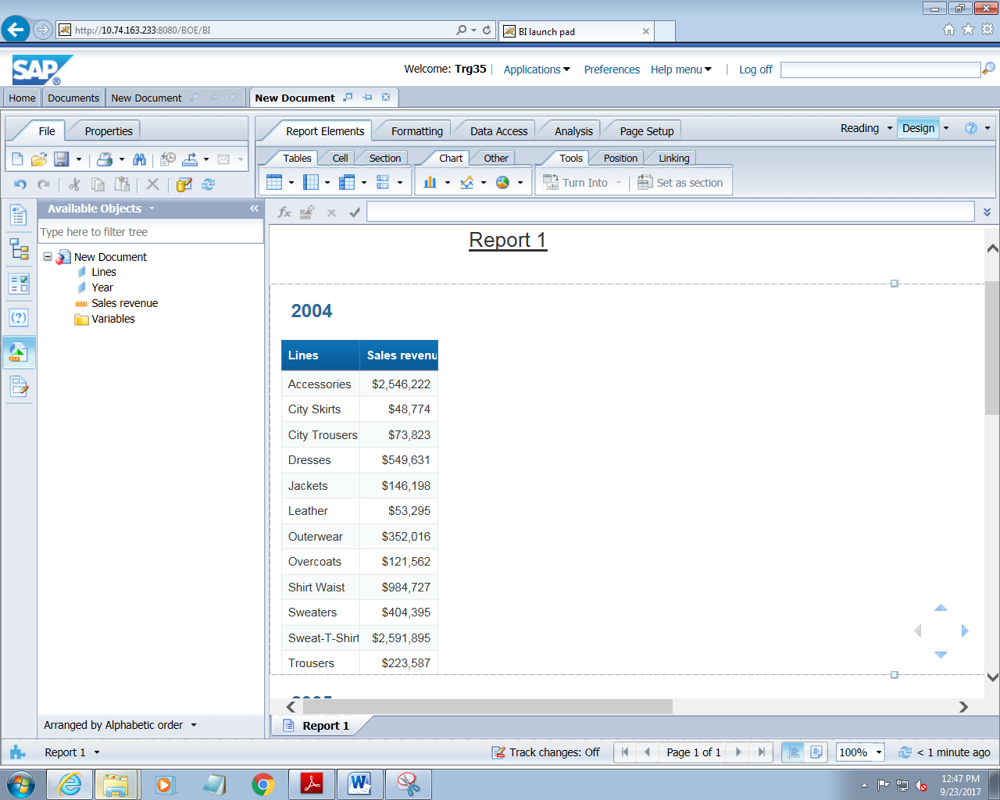 http://10.74.163.233:8080/BOE/BI
BI launch pad
SAP®
Welcome: Trg35 | Applications Preferences Help menu | Log off
Home Documents New Document New Document
File Properties
Report Elements Formatting Data Access Analysis Page Setup Reading Design
Tables Cell Section Chart Other Tools Position Linking
Turn Into Set as section
Available Objects
fx
Type here to filter tree
New Document
Lines
Year
Sales revenue
Variables
Report 1
2004
Lines Sales revenu
Accessories $2,546,222
City Skirts $48,774
City Trousers $73,823
Dresses $549,631
Jackets $146,198
Leather $53,295
Outerwear $352,016
Overcoats $121,562
Shirt Waist $984,727
Sweaters $404,395
Sweat-T-Shirt $2,591,895
Trousers $223,587
Arranged by Alphabetic order
Report 1
Report 1
Track changes: Off
Page 1 of 1
100%
< 1 minute ago
12:47 PM
9/23/2017